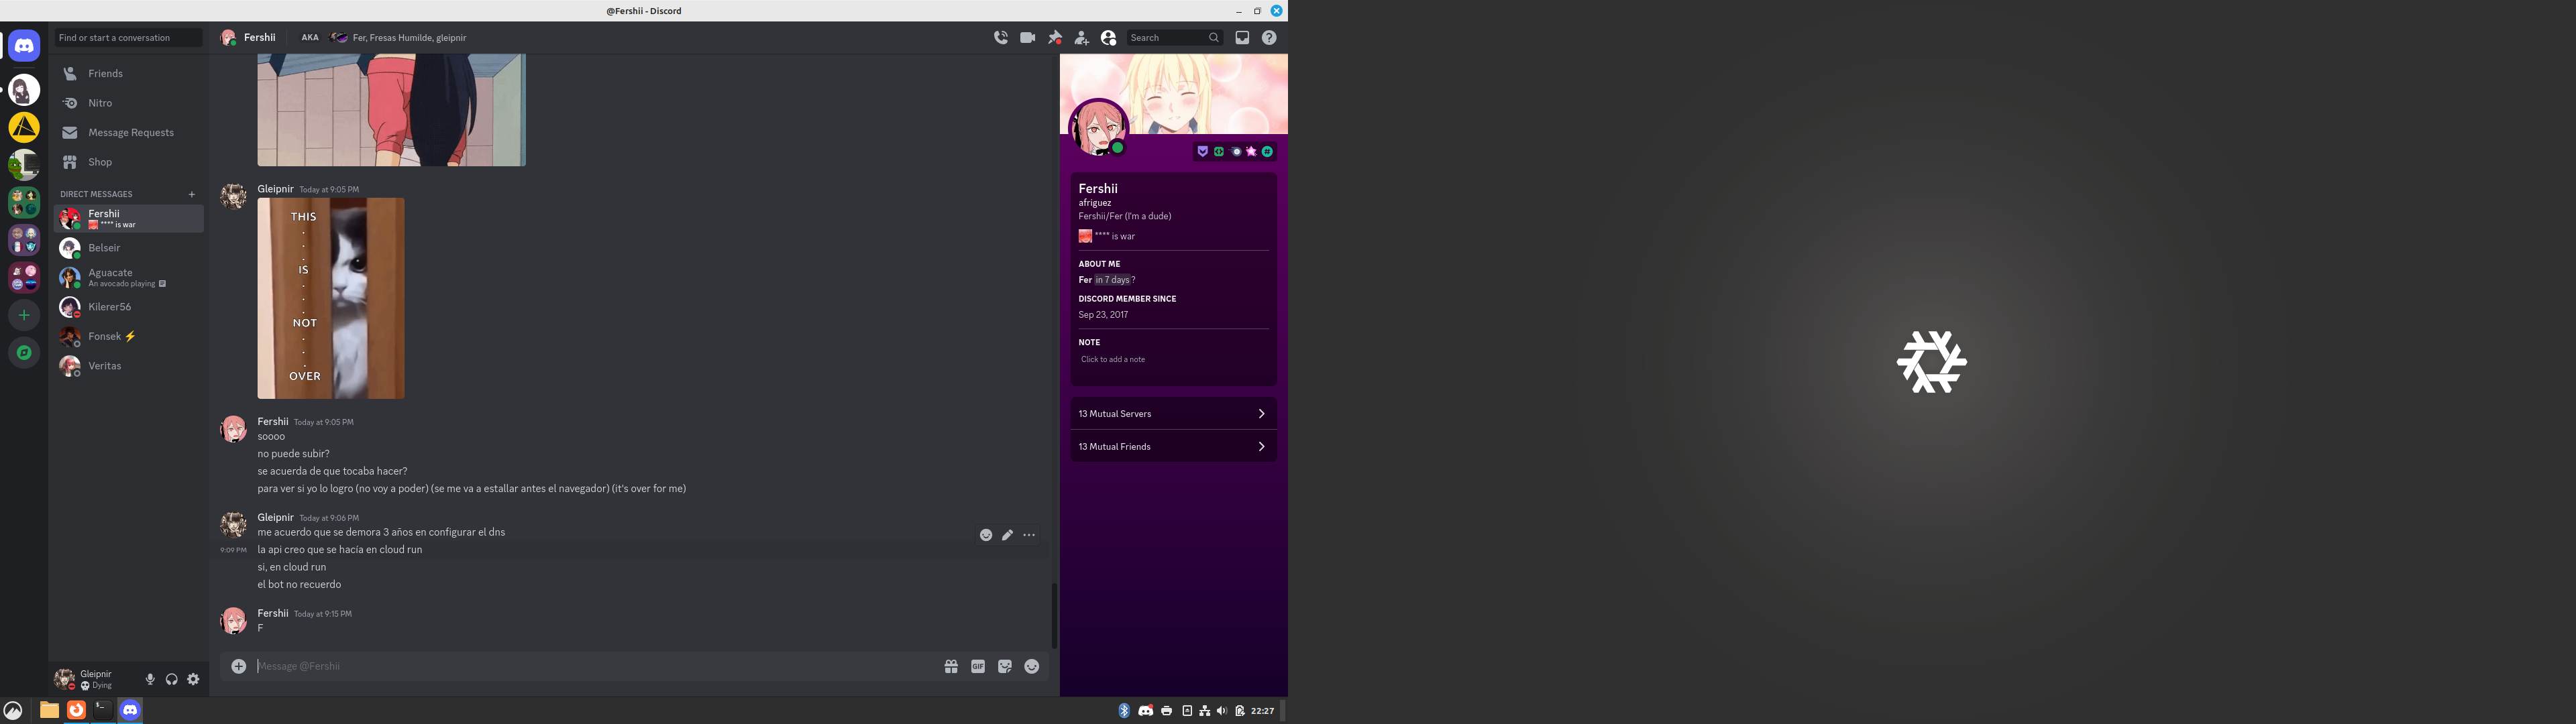 @Fershii - Discord
Find or start a conversation
Fershii
AKA
Fer, Fresas Humilde, gleipnir
Search
Friends
Nitro
Message Requests
Shop
DIRECT MESSAGES
Fershii
**** is war
Belseir
Aguacate
An avocado playing
Kilerer56
Fonsek ⚡
Veritas
Gleipnir
Dying
Gleipnir Today at 9:05 PM
THIS
.
.
.
IS
.
.
.
NOT
.
.
.
OVER
Fershii Today at 9:05 PM
soooo
no puede subir?
se acuerda de que tocaba hacer?
para ver si yo lo logro (no voy a poder) (se me va a estallar antes el navegador) (it's over for me)
Gleipnir Today at 9:06 PM
me acuerdo que se demora 3 años en configurar el dns
9:09 PM la api creo que se hacía en cloud run
si, en cloud run
el bot no recuerdo
Fershii Today at 9:15 PM
F
Message @Fershii
GIF
Fershii
afriguez
Fershii/Fer (I'm a dude)
**** is war
ABOUT ME
Fer in 7 days?
DISCORD MEMBER SINCE
Sep 23, 2017
NOTE
Click to add a note
13 Mutual Servers
13 Mutual Friends
22:27